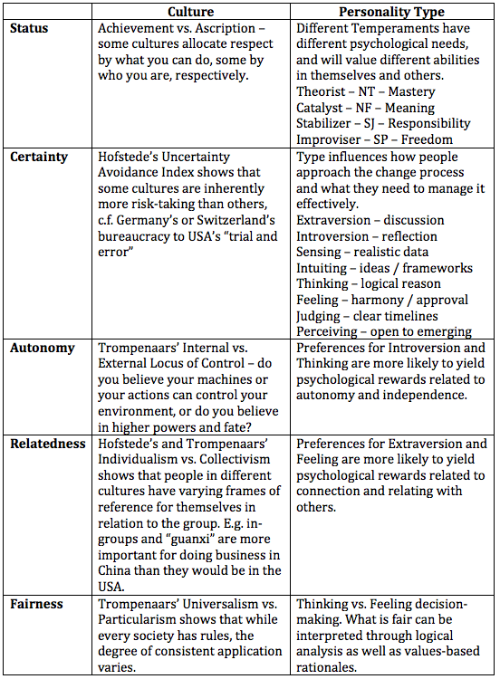 Culture
Personality Type
Status
Achievement vs. Ascription –
some cultures allocate respect
by what you can do, some by
who you are, respectively.
Different Temperaments have
different psychological needs,
and will value different abilities
in themselves and others.
Theorist – NT – Mastery
Catalyst – NF – Meaning
Stabilizer – SJ – Responsibility
Improviser – SP – Freedom
Certainty
Hofstede's Uncertainty
Avoidance Index shows that
some cultures are inherently
more risk-taking than others,
c.f. Germany's or Switzerland's
bureaucracy to USA's "trial and
error"
Type influences how people
approach the change process
and what they need to manage it
effectively.
Extraversion – discussion
Introversion – reflection
Sensing – realistic data
Intuiting – ideas / frameworks
Thinking – logical reason
Feeling – harmony / approval
Judging – clear timelines
Perceiving – open to emerging
Autonomy
Trompenaars' Internal vs.
External Locus of Control – do
you believe your machines or
your actions can control your
environment, or do you believe
in higher powers and fate?
Preferences for Introversion and
Thinking are more likely to yield
psychological rewards related to
autonomy and independence.
Relatedness
Hofstede's and Trompenaars'
Individualism vs. Collectivism
shows that people in different
cultures have varying frames of
reference for themselves in
relation to the group. E.g. in-
groups and "guanxi" are more
important for doing business in
China than they would be in the
USA.
Preferences for Extraversion and
Feeling are more likely to yield
psychological rewards related to
connection and relating with
others.
Fairness
Trompenaars' Universalism vs.
Particularism shows that while
every society has rules, the
degree of consistent application
varies.
Thinking vs. Feeling decision-
making. What is fair can be
interpreted through logical
analysis as well as values-based
rationales.